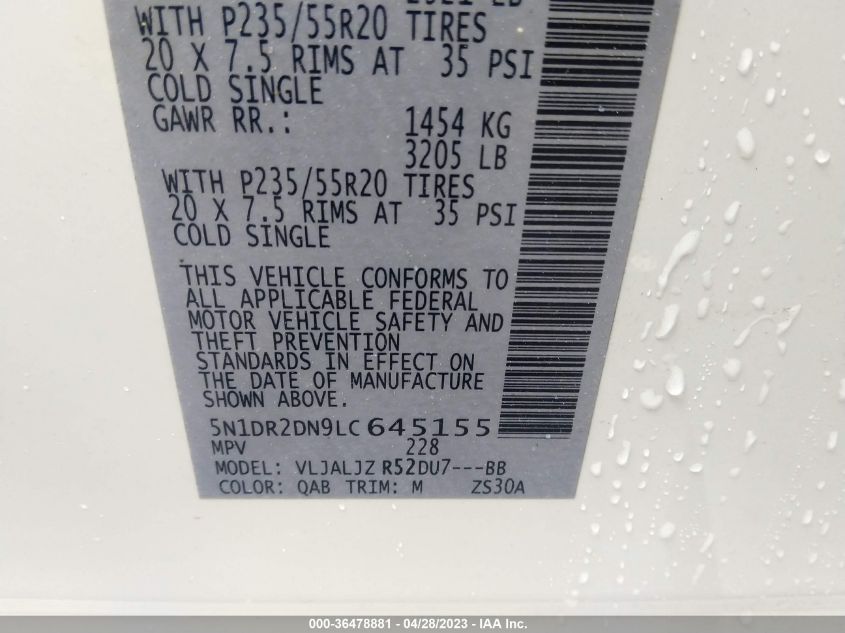 WITH P235/55R20 TIRES
20 X 7.5 RIMS AT 35 PSI
COLD SINGLE
GAWR RR.: 1454 KG
3205 LB
WITH P235/55R20 TIRES
20 X 7.5 RIMS AT 35 PSI
COLD SINGLE
THIS VEHICLE CONFORMS TO
ALL APPLICABLE FEDERAL
MOTOR VEHICLE SAFETY AND
THEFT PREVENTION
STANDARDS IN EFFECT ON
THE DATE OF MANUFACTURE
SHOWN ABOVE.
5N1DR2DN9LC645155
MPV 228
MODEL: VLJALJZ R52DU7---BB
COLOR: QAB TRIM: M ZS30A
000-36478881 - 04/28/2023 - IAA Inc.